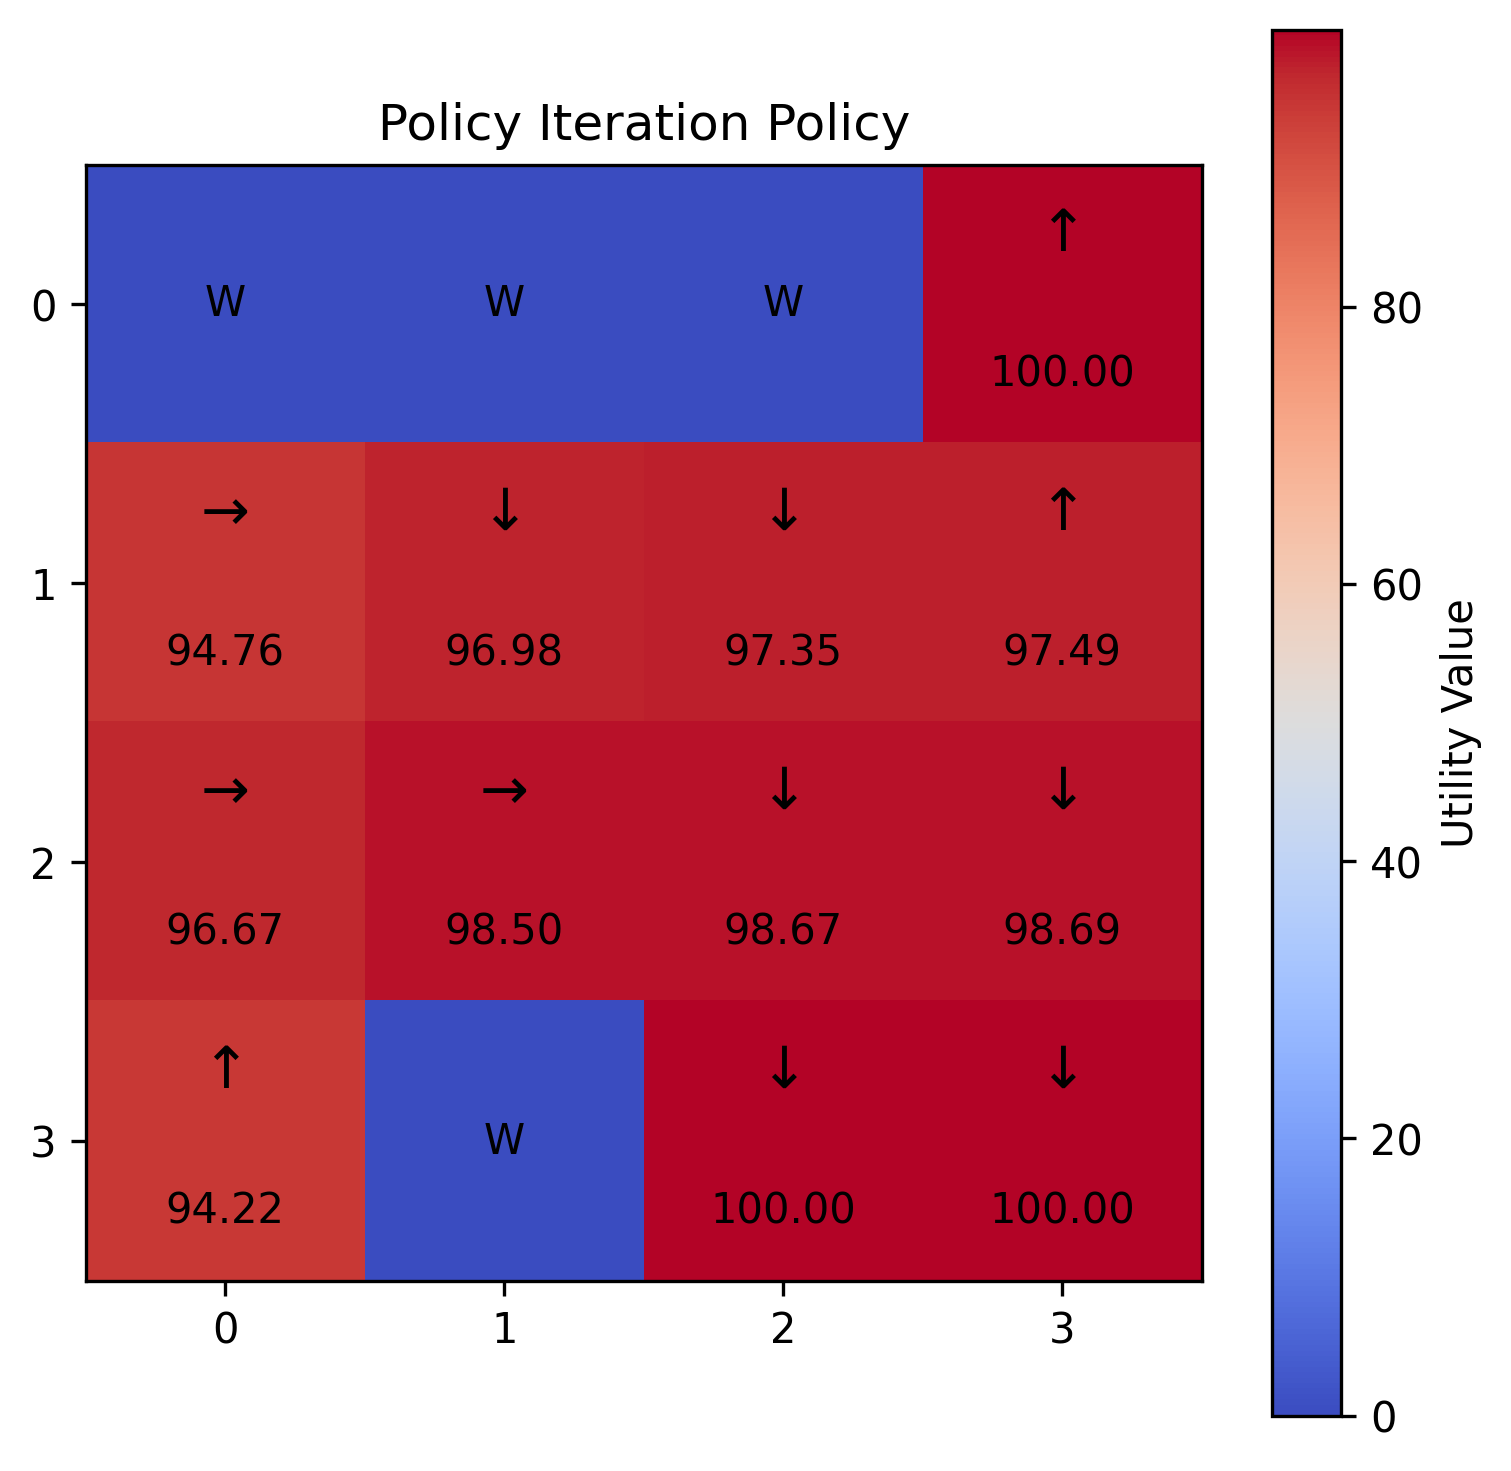 Policy Iteration Policy
↑
0 W W W 80
100.00
→ ↓ ↓ ↑
1 60
94.76 96.98 97.35 97.49
Utility Value
→ → ↓ ↓
2 40
96.67 98.50 98.67 98.69
↑ ↓ ↓
3 W 20
94.22 100.00 100.00
0 1 2 3
0